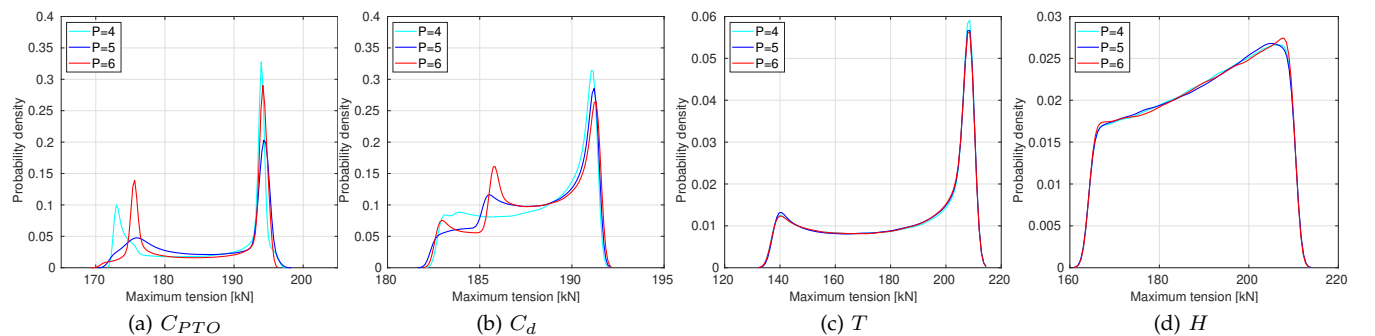 0.4
0.35
0.3
0.25
0.2
0.15
0.1
0.05
0
Probability density
P=4
P=5
P=6
170
180
190
200
Maximum tension [kN]
(a) C_{PTO}
0.4
0.35
0.3
0.25
0.2
0.15
0.1
0.05
0
Probability density
P=4
P=5
P=6
180
185
190
195
Maximum tension [kN]
(b) C_d
0.06
0.05
0.04
0.03
0.02
0.01
0
Probability density
P=4
P=5
P=6
120
140
160
180
200
220
Maximum tension [kN]
(c) T
0.03
0.025
0.02
0.015
0.01
0.005
0
Probability density
P=4
P=5
P=6
160
180
200
220
Maximum tension [kN]
(d) H